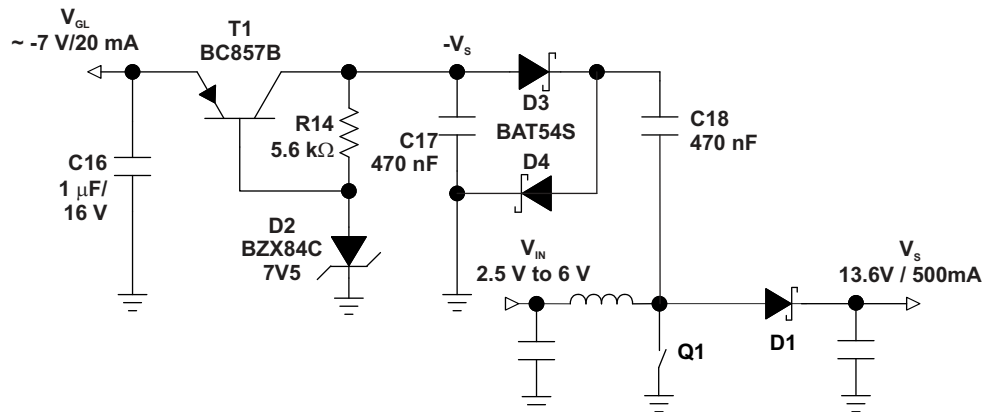 V_GL
~ -7 V/20 mA
T1
BC857B
-V_S
D3
BAT54S
D4
R14
5.6 kΩ
C17
470 nF
C18
470 nF
C16
1 μF/
16 V
D2
BZX84C
7V5
V_IN
2.5 V to 6 V
V_S
13.6V / 500mA
Q1
D1